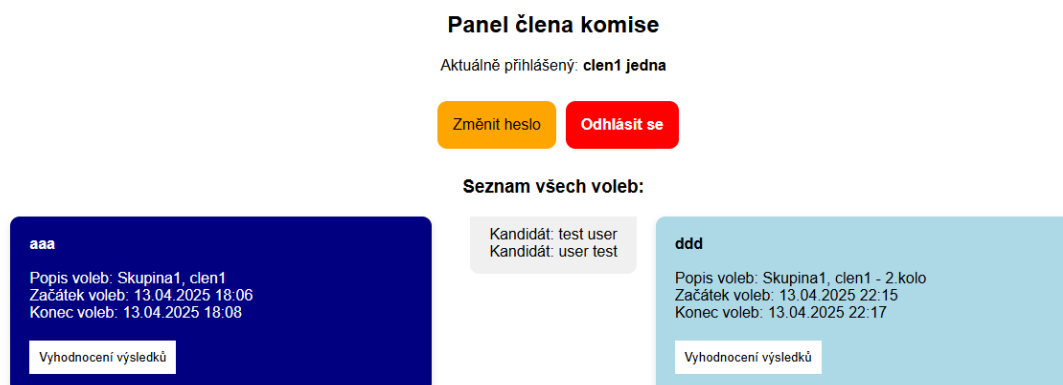 Panel člena komise
Aktuálně přihlášený: clen1 jedna
Změnit heslo
Odhlásit se
Seznam všech voleb:
aaa
Popis voleb: Skupina1, clen1
Začátek voleb: 13.04.2025 18:06
Konec voleb: 13.04.2025 18:08
Vyhodnocení výsledků
Kandidát: test user
Kandidát: user test
ddd
Popis voleb: Skupina1, clen1 - 2.kolo
Začátek voleb: 13.04.2025 22:15
Konec voleb: 13.04.2025 22:17
Vyhodnocení výsledků